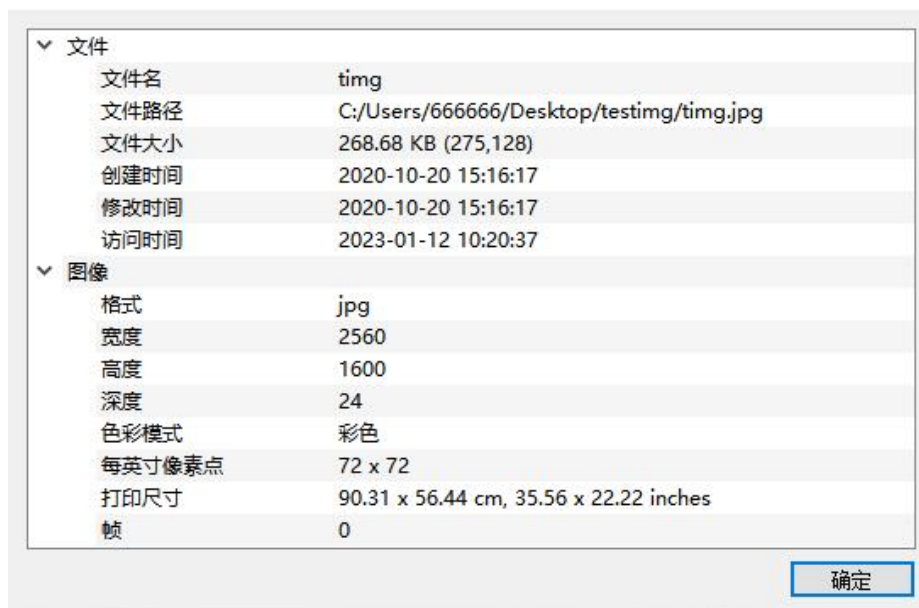 文件
文件名 timg
文件路径 C:/Users/666666/Desktop/testimg/timg.jpg
文件大小 268.68 KB (275,128)
创建时间 2020-10-20 15:16:17
修改时间 2020-10-20 15:16:17
访问时间 2023-01-12 10:20:37
图像
格式 jpg
宽度 2560
高度 1600
深度 24
色彩模式 彩色
每英寸像素点 72 x 72
打印尺寸 90.31 x 56.44 cm, 35.56 x 22.22 inches
帧 0
确定